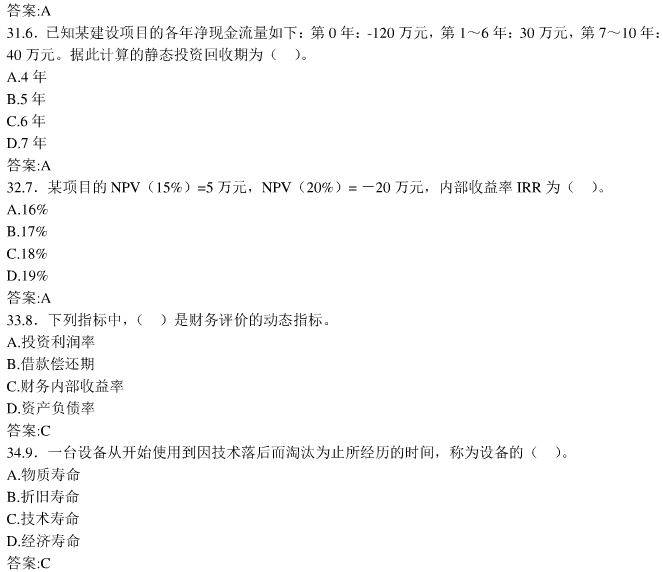 答案:A
31.6．已知某建设项目的各年净现金流量如下：第 0 年：-120 万元，第 1～6 年：30 万元，第 7～10 年：
40 万元。据此计算的静态投资回收期为（　）。
A.4 年
B.5 年
C.6 年
D.7 年
答案:A
32.7．某项目的 NPV（15%）=5 万元，NPV（20%）= －20 万元，内部收益率 IRR 为（　）。
A.16%
B.17%
C.18%
D.19%
答案:A
33.8．下列指标中，（　）是财务评价的动态指标。
A.投资利润率
B.借款偿还期
C.财务内部收益率
D.资产负债率
答案:C
34.9．一台设备从开始使用到因技术落后而淘汰为止所经历的时间，称为设备的（　）。
A.物质寿命
B.折旧寿命
C.技术寿命
D.经济寿命
答案:C